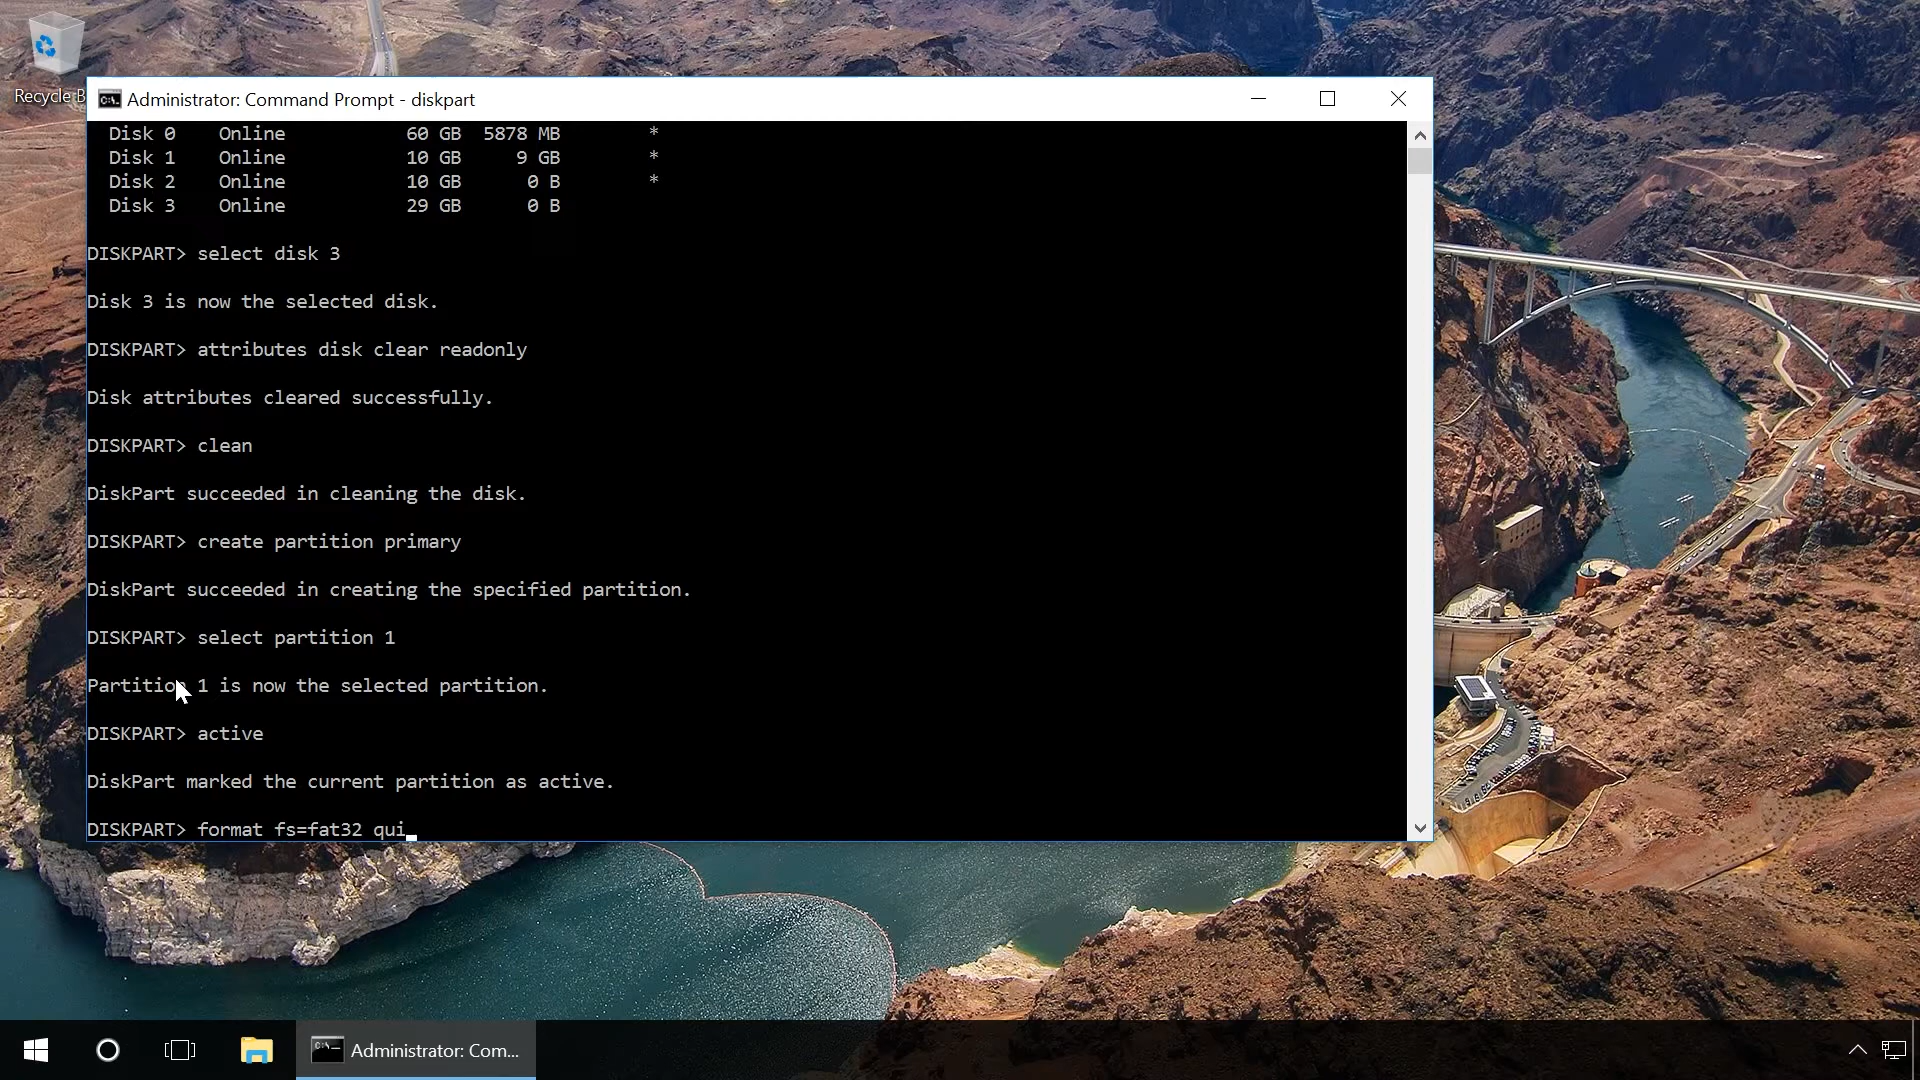 Recycle B
Administrator: Command Prompt - diskpart
Disk 0    Online    60 GB  5878 MB    *
Disk 1    Online    10 GB  9 GB    *
Disk 2    Online    10 GB  0 B    *
Disk 3    Online    29 GB  0 B
DISKPART> select disk 3
Disk 3 is now the selected disk.
DISKPART> attributes disk clear readonly
Disk attributes cleared successfully.
DISKPART> clean
DiskPart succeeded in cleaning the disk.
DISKPART> create partition primary
DiskPart succeeded in creating the specified partition.
DISKPART> select partition 1
Partition 1 is now the selected partition.
DISKPART> active
DiskPart marked the current partition as active.
DISKPART> format fs=fat32 qui
Administrator: Com...